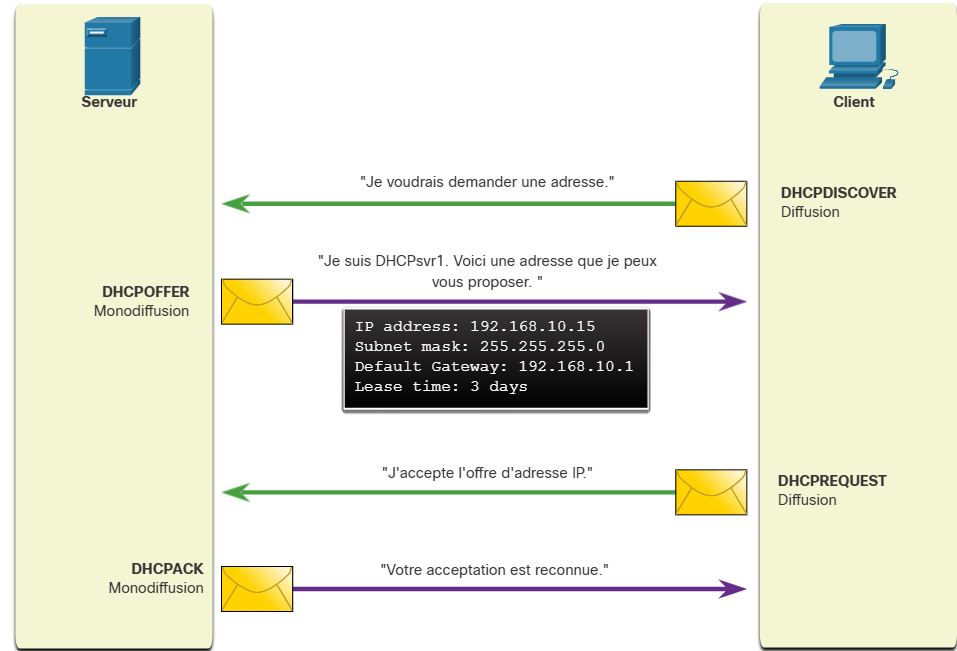 Serveur
Client
"Je voudrais demander une adresse."
DHCPDISCOVER
Diffusion
"Je suis DHCPsvr1. Voici une adresse que je peux
vous proposer. "
DHCPOFFER
Monodiffusion
IP address: 192.168.10.15
Subnet mask: 255.255.255.0
Default Gateway: 192.168.10.1
Lease time: 3 days
"J'accepte l'offre d'adresse IP."
DHCPREQUEST
Diffusion
DHCPACK
Monodiffusion
"Votre acceptation est reconnue."